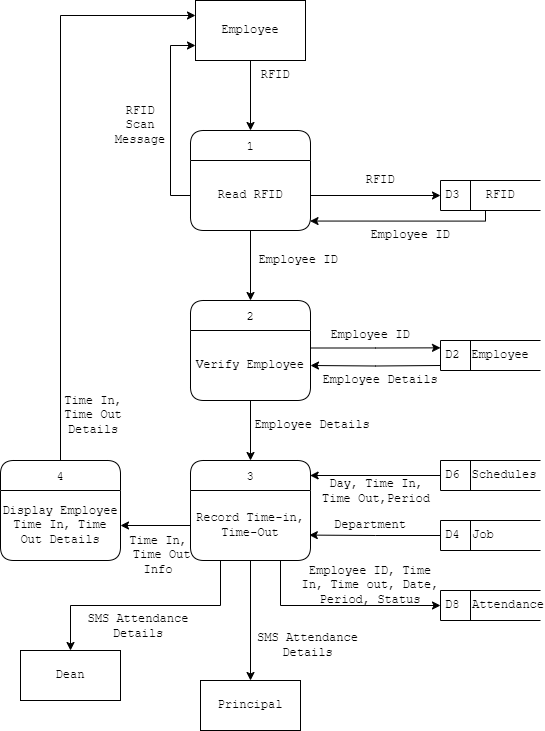 Employee
RFID
RFID
Scan
Message
1
Read RFID
RFID
D3
RFID
Employee ID
Employee ID
2
Verify Employee
Employee ID
D2
Employee
Employee Details
Time In,
Time Out
Details
Employee Details
4
Display Employee
Time In, Time
Out Details
3
Record Time-in,
Time-Out
D6
Schedules
Day, Time In,
Time Out,Period
Department
D4
Job
Time In,
Time Out
Info
Employee ID, Time
In, Time out, Date,
Period, Status
D8
Attendance
SMS Attendance
Details
SMS Attendance
Details
Dean
Principal